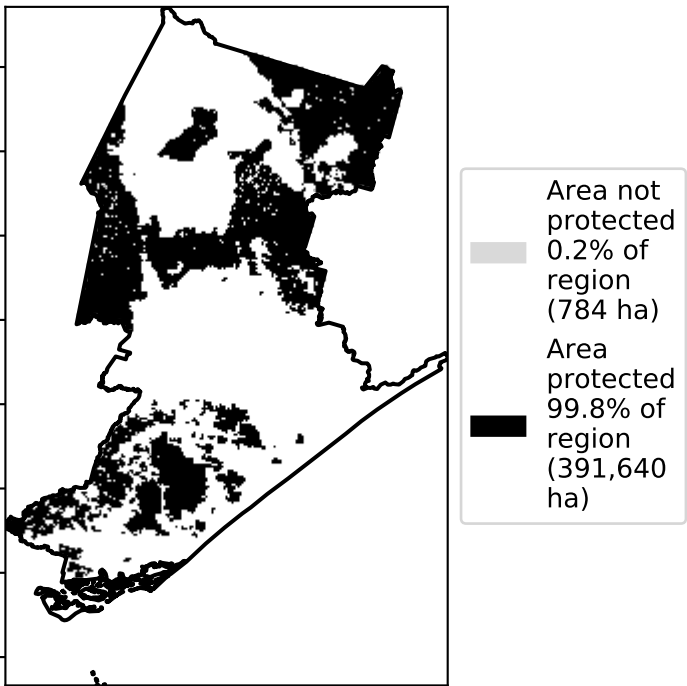 Area not
protected
0.2% of
region
(784 ha)
Area
protected
99.8% of
region
(391,640
ha)